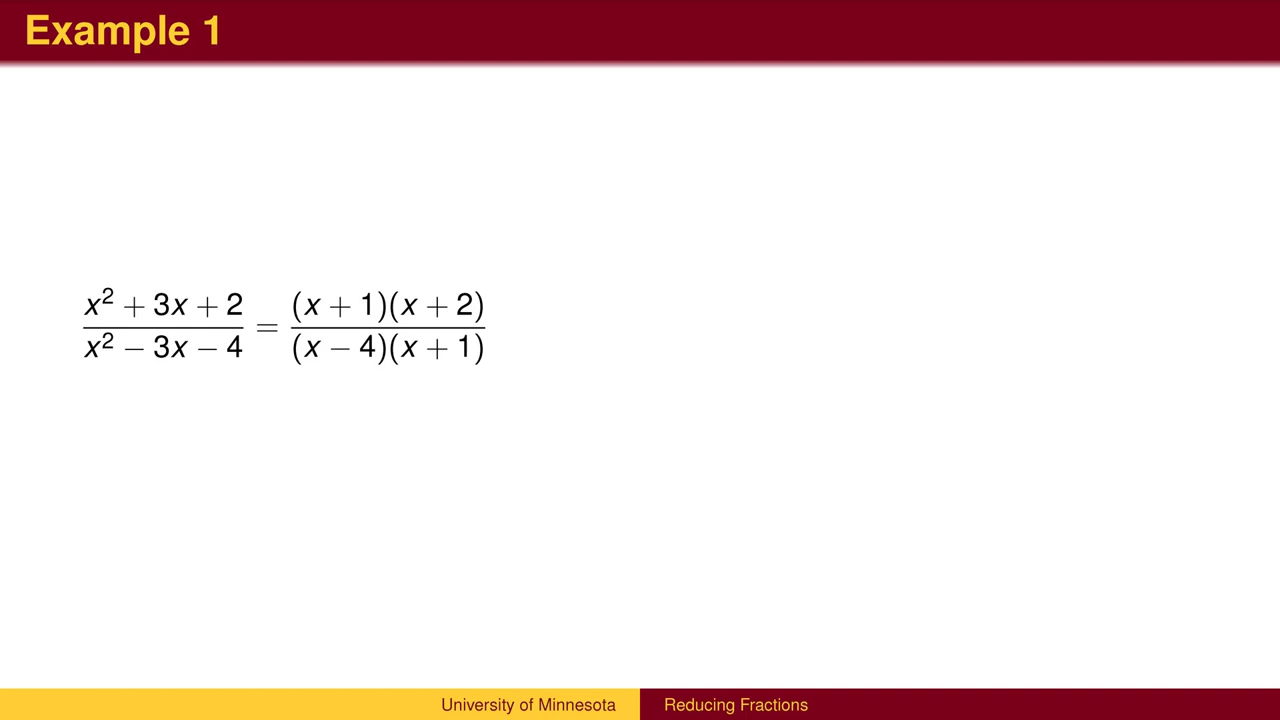 Example 1
x² + 3x + 2 / x² − 3x − 4 = (x + 1)(x + 2) / (x − 4)(x + 1)
University of Minnesota
Reducing Fractions